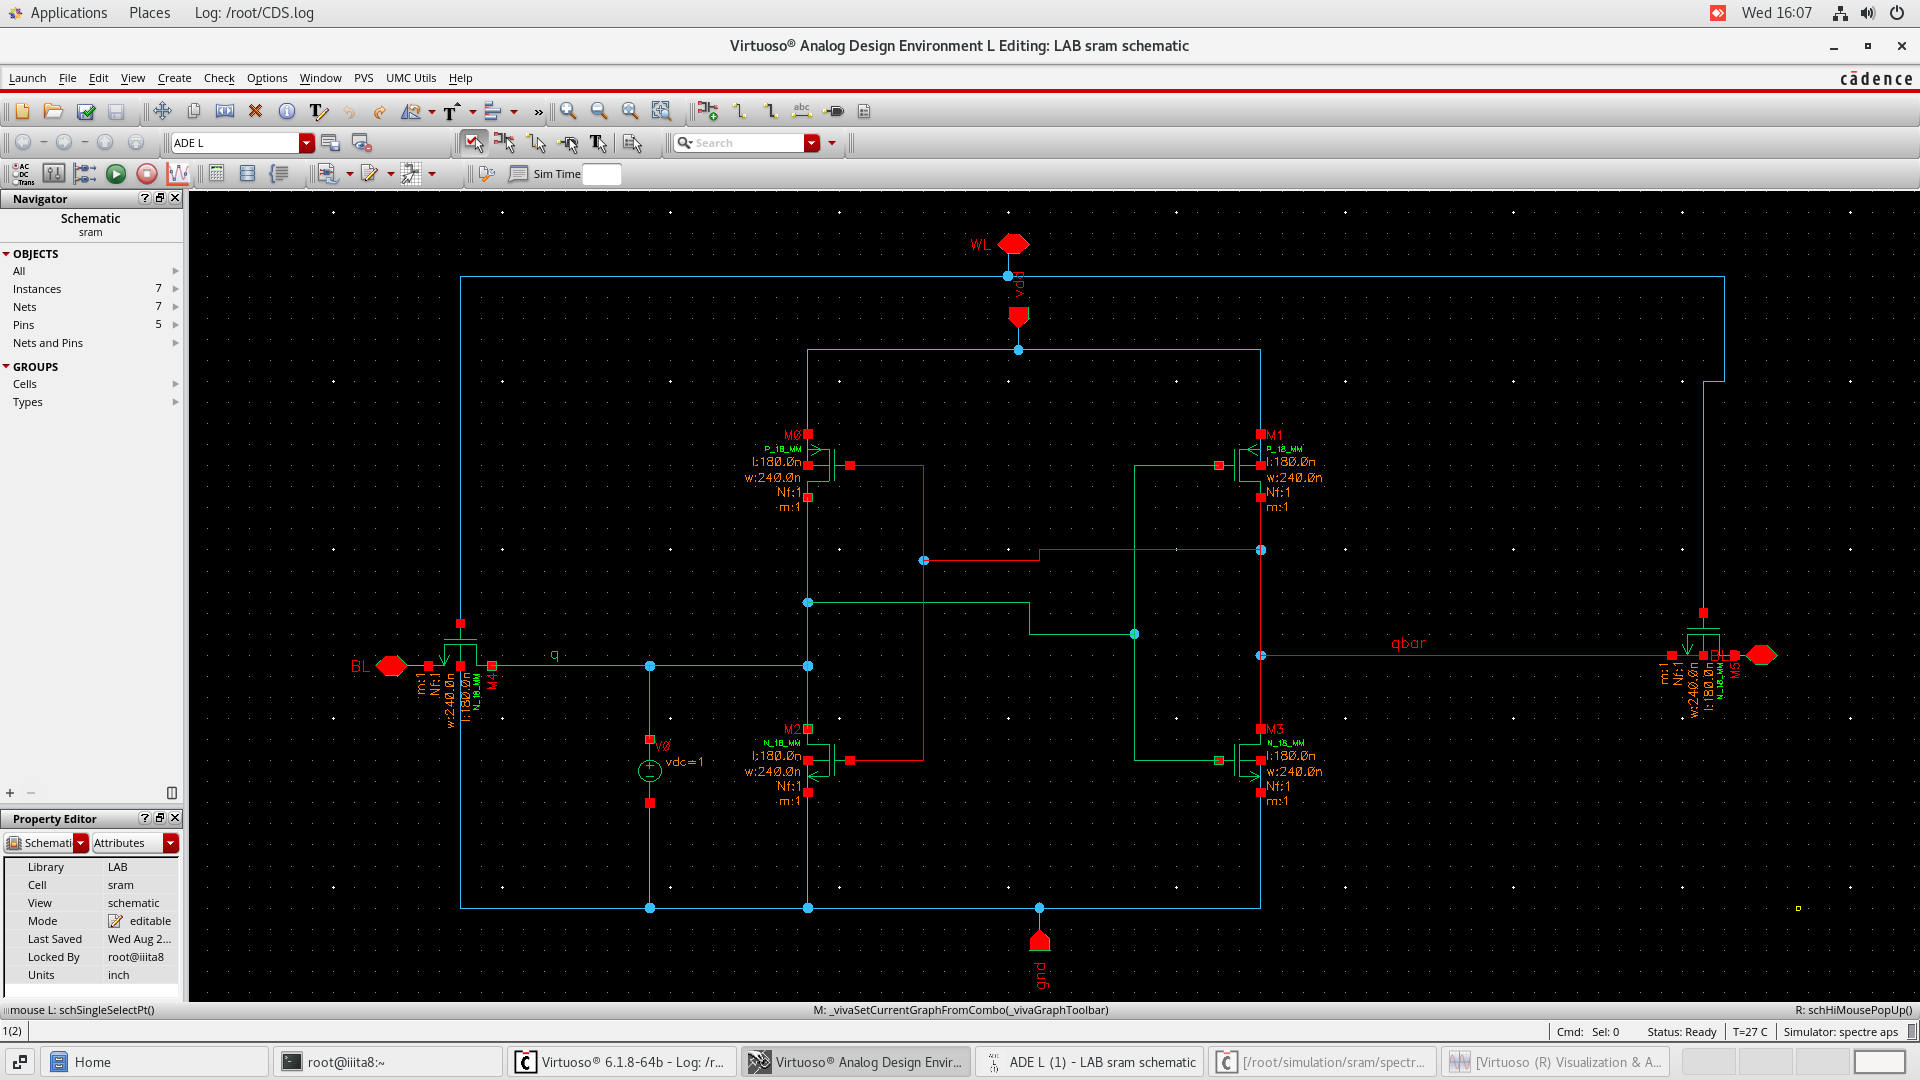 Applications Places Log: /root/CDS.log Wed 16:07
Virtuoso® Analog Design Environment L Editing: LAB sram schematic
Launch File Edit View Create Check Options Window PVS UMC Utils Help cādence
abc
ADE L Search
AC DC Trans Sim Time
Navigator
Schematic
sram
OBJECTS
All
Instances 7
Nets 7
Pins 5
Nets and Pins
GROUPS
Cells
Types
Property Editor
Schemati Attributes
Library LAB
Cell sram
View schematic
Mode editable
Last Saved Wed Aug 2...
Locked By root@iiita8
Units inch
WL
vdd
M0
P_18_MM
l:180.0n
w:240.0n
Nf:1
m:1
M1
P_18_MM
l:180.0n
w:240.0n
Nf:1
m:1
BL
q
M4
m:1
Nf:1
w:240.0n
l:180.0n
N_18_MM
qbar
m:1
Nf:1
w:240.0n
l:180.0n
N_18_MM
M5
V0
vdc=1
M2
N_18_MM
l:180.0n
w:240.0n
Nf:1
m:1
M3
N_18_MM
l:180.0n
w:240.0n
Nf:1
m:1
gnd
mouse L: schSingleSelectPt() M: _vivaSetCurrentGraphFromCombo(_vivaGraphToolbar) R: schHiMousePopUp()
1(2) Cmd: Sel: 0 Status: Ready T=27 C Simulator: spectre aps
Home root@iiita8:~ Virtuoso® 6.1.8-64b - Log: /r... Virtuoso® Analog Design Envir... ADE L (1) - LAB sram schematic [/root/simulation/sram/spectr... [Virtuoso (R) Visualization & A...